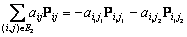 ∑_{(i,j)∈E_2} a_{ij} P_{ij} = −a_{i,j_1} P_{i,j_1} − a_{i,j_2} P_{i,j_2}